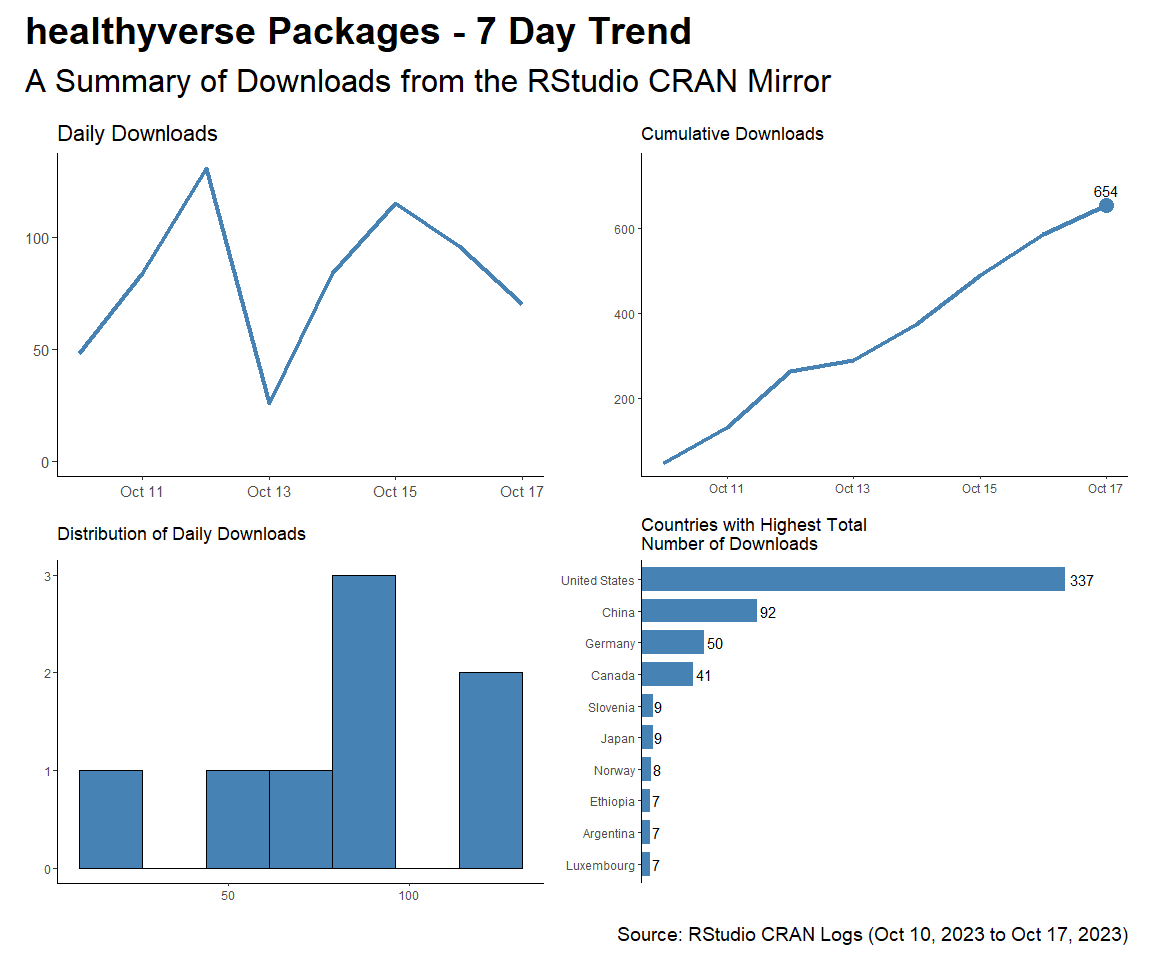 healthyverse Packages - 7 Day Trend
A Summary of Downloads from the RStudio CRAN Mirror
Daily Downloads
100
50
0
Oct 11 Oct 13 Oct 15 Oct 17
Cumulative Downloads
654
600
400
200
Oct 11 Oct 13 Oct 15 Oct 17
Distribution of Daily Downloads
3
2
1
0
50 100
Countries with Highest Total
Number of Downloads
United States 337
China 92
Germany 50
Canada 41
Slovenia 9
Japan 9
Norway 8
Ethiopia 7
Argentina 7
Luxembourg 7
Source: RStudio CRAN Logs (Oct 10, 2023 to Oct 17, 2023)